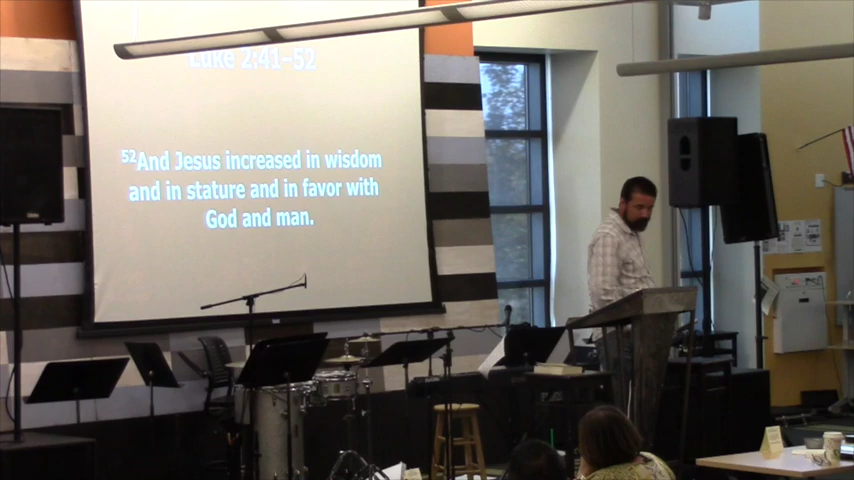 Luke 2:41–52
52And Jesus increased in wisdom
and in stature and in favor with
God and man.